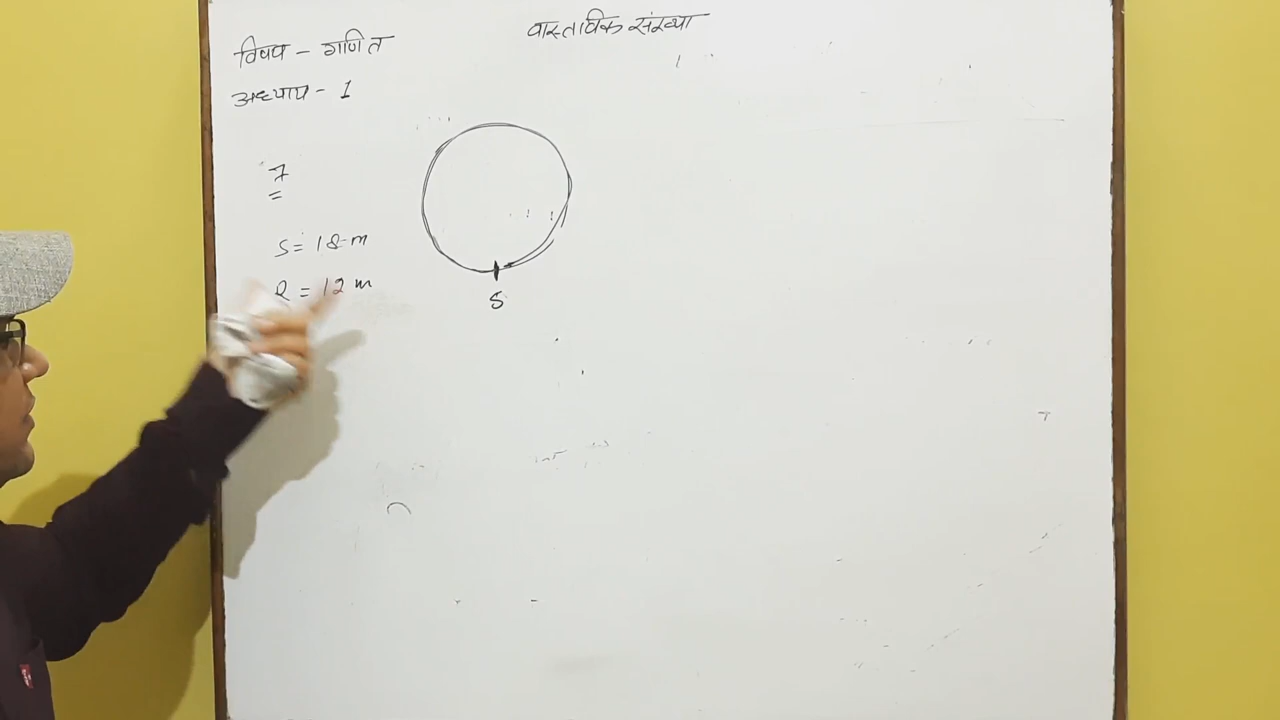 वास्तविक संख्या
विषय - गणित
अध्याय - 1
7
=
S = 18 m
R = 12 m
S